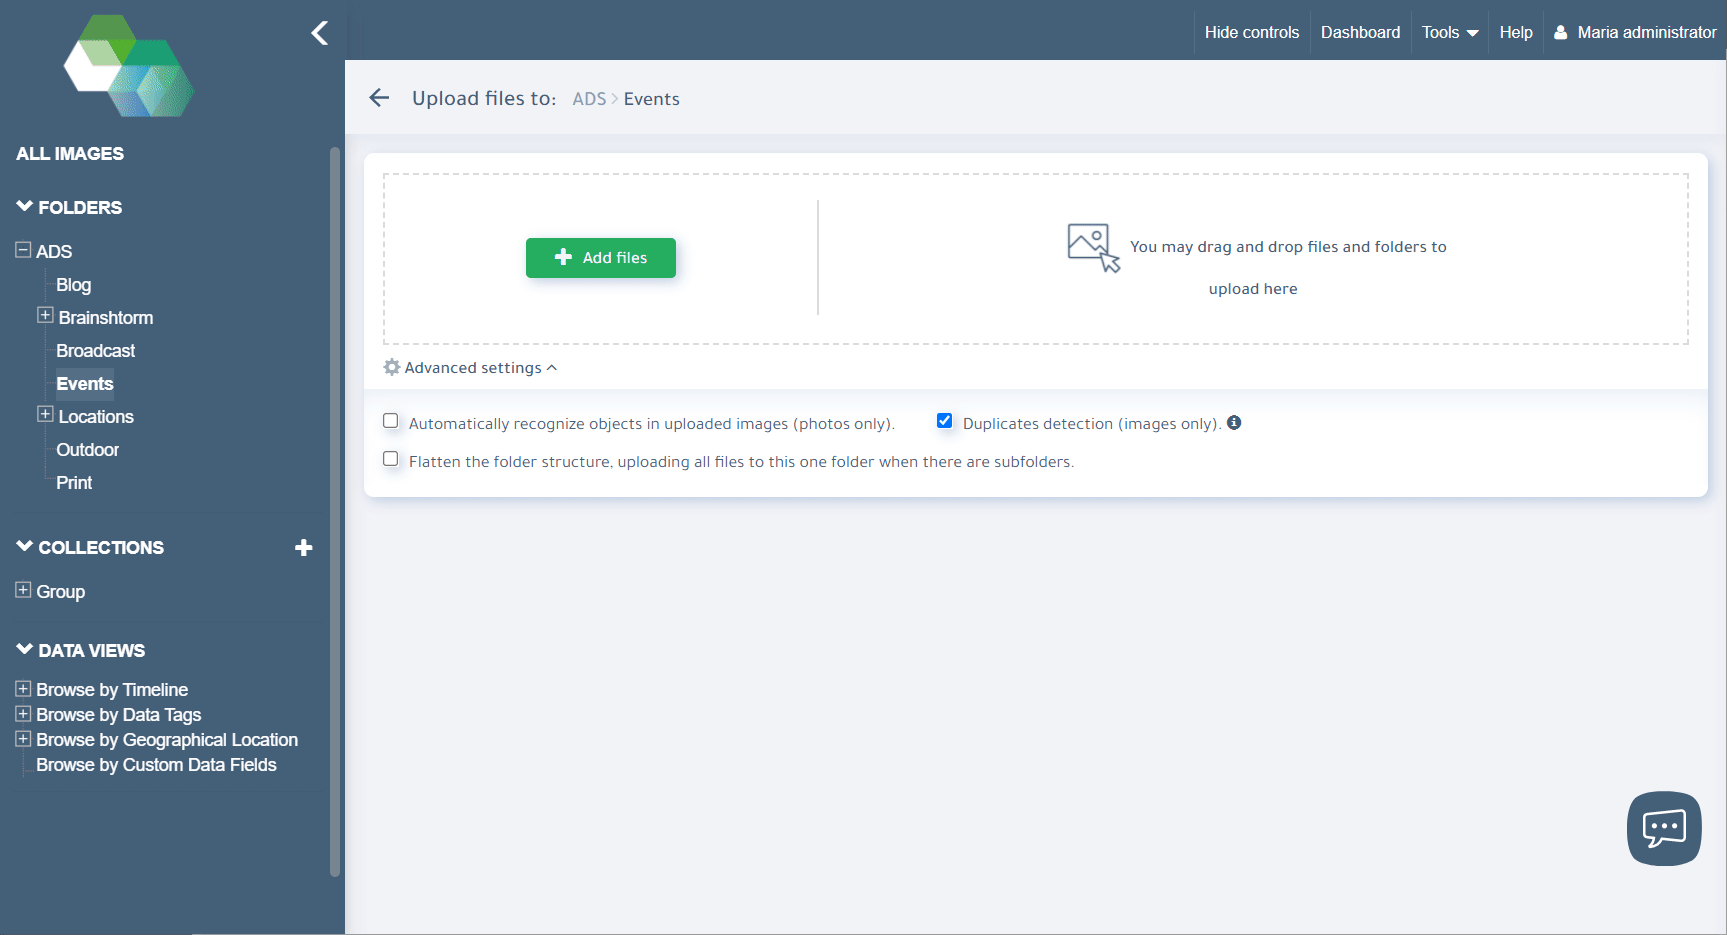 Hide controls
Dashboard
Tools
Help
Maria administrator
ALL IMAGES
FOLDERS
ADS
Blog
Brainshtorm
Broadcast
Events
Locations
Outdoor
Print
COLLECTIONS
Group
DATA VIEWS
Browse by Timeline
Browse by Data Tags
Browse by Geographical Location
Browse by Custom Data Fields
Upload files to: ADS > Events
Add files
You may drag and drop files and folders to
upload here
Advanced settings
Automatically recognize objects in uploaded images (photos only).
Duplicates detection (images only).
Flatten the folder structure, uploading all files to this one folder when there are subfolders.